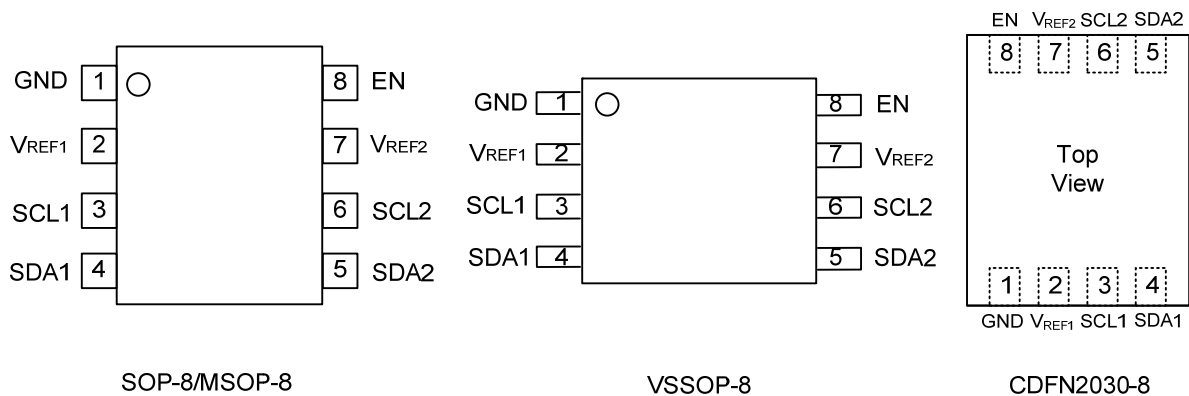 GND 1 8 EN
VREF1 2 7 VREF2
SCL1 3 6 SCL2
SDA1 4 5 SDA2
SOP-8/MSOP-8
GND 1 8 EN
VREF1 2 7 VREF2
SCL1 3 6 SCL2
SDA1 4 5 SDA2
VSSOP-8
EN VREF2 SCL2 SDA2
8 7 6 5
Top
View
1 2 3 4
GND VREF1 SCL1 SDA1
CDFN2030-8